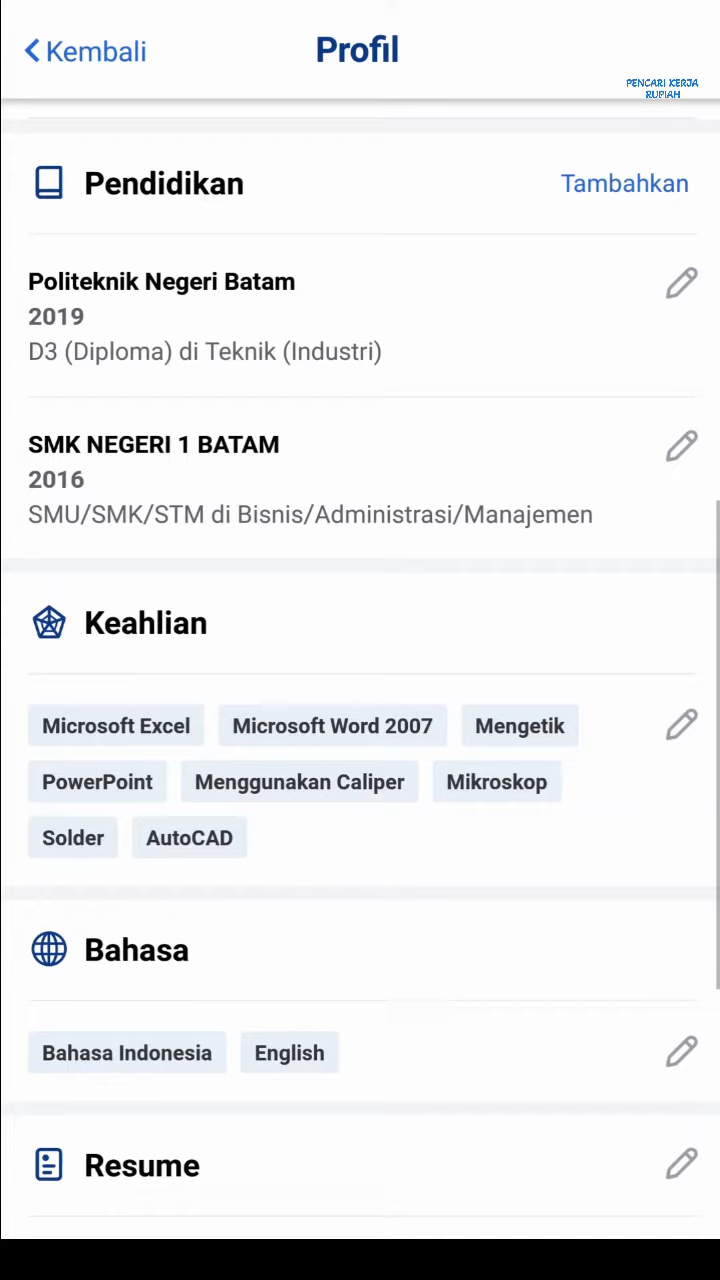 Kembali
Profil
PENCARI KERJA
RUPIAH
Pendidikan
Tambahkan
Politeknik Negeri Batam
2019
D3 (Diploma) di Teknik (Industri)
SMK NEGERI 1 BATAM
2016
SMU/SMK/STM di Bisnis/Administrasi/Manajemen
Keahlian
Microsoft Excel
Microsoft Word 2007
Mengetik
PowerPoint
Menggunakan Caliper
Mikroskop
Solder
AutoCAD
Bahasa
Bahasa Indonesia
English
Resume